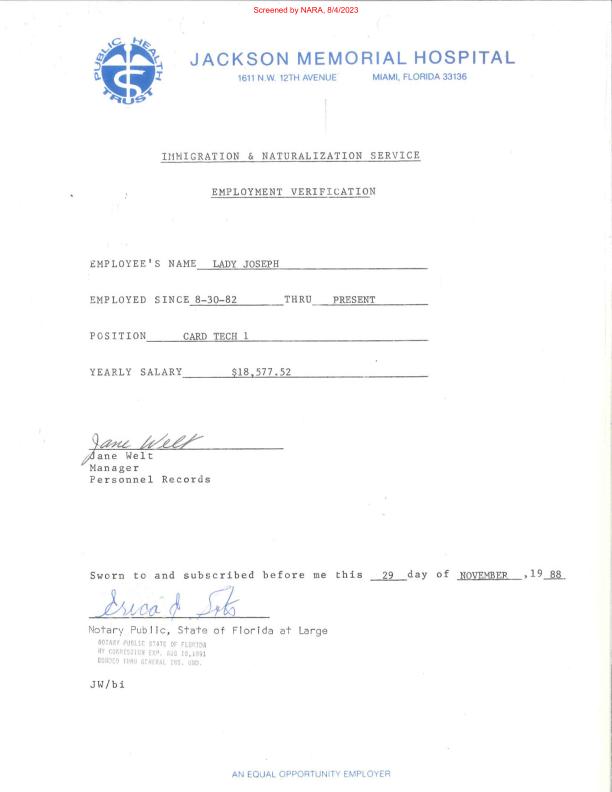 Screened by NARA, 8/4/2023
PUBLIC HEALTH TRUST
JACKSON MEMORIAL HOSPITAL
1611 N.W. 12TH AVENUE MIAMI, FLORIDA 33136
IMMIGRATION & NATURALIZATION SERVICE
EMPLOYMENT VERIFICATION
EMPLOYEE'S NAME LADY JOSEPH
EMPLOYED SINCE 8-30-82 THRU PRESENT
POSITION CARD TECH 1
YEARLY SALARY $18,577.52
Jane Welt
Jane Welt
Manager
Personnel Records
Sworn to and subscribed before me this 29 day of NOVEMBER ,19 88
Erica J Soto
Notary Public, State of Florida at Large
NOTARY PUBLIC STATE OF FLORIDA
MY COMMISSION EXP. AUG 10,1991
BONDED THRU GENERAL INS. UND.
JW/bi
AN EQUAL OPPORTUNITY EMPLOYER